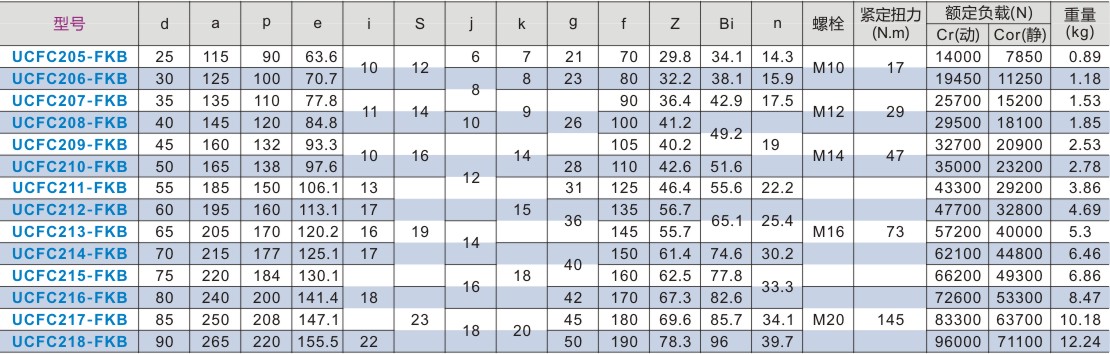 型号 d a p e i S j k g f Z Bi n 螺栓 紧定扭力(N.m) 额定负载(N) 重量(kg)
Cr(动) Cor(静)
UCFC205-FKB 25 115 90 63.6 10 12 6 7 21 70 29.8 34.1 14.3 M10 17 14000 7850 0.89
UCFC206-FKB 30 125 100 70.7 8 8 23 80 32.2 38.1 15.9 19450 11250 1.18
UCFC207-FKB 35 135 110 77.8 11 14 9 26 90 36.4 42.9 17.5 M12 29 25700 15200 1.53
UCFC208-FKB 40 145 120 84.8 10 100 41.2 49.2 19 29500 18100 1.85
UCFC209-FKB 45 160 132 93.3 10 16 12 14 105 40.2 M14 47 32700 20900 2.53
UCFC210-FKB 50 165 138 97.6 28 110 42.6 51.6 35000 23200 2.78
UCFC211-FKB 55 185 150 106.1 13 19 15 31 125 46.4 55.6 22.2 M16 73 43300 29200 3.86
UCFC212-FKB 60 195 160 113.1 17 36 135 56.7 65.1 25.4 47700 32800 4.69
UCFC213-FKB 65 205 170 120.2 16 14 145 55.7 57200 40000 5.3
UCFC214-FKB 70 215 177 125.1 17 40 150 61.4 74.6 30.2 62100 44800 6.46
UCFC215-FKB 75 220 184 130.1 18 16 18 160 62.5 77.8 33.3 66200 49300 6.86
UCFC216-FKB 80 240 200 141.4 23 42 170 67.3 82.6 M20 145 72600 53300 8.47
UCFC217-FKB 85 250 208 147.1 18 20 45 180 69.6 85.7 34.1 83300 63700 10.18
UCFC218-FKB 90 265 220 155.5 22 50 190 78.3 96 39.7 96000 71100 12.24